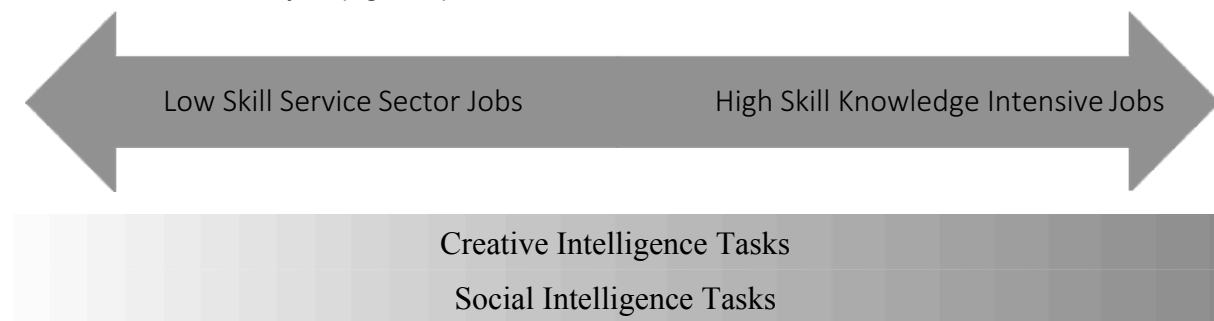 Low Skill Service Sector Jobs
High Skill Knowledge Intensive Jobs
Creative Intelligence Tasks
Social Intelligence Tasks